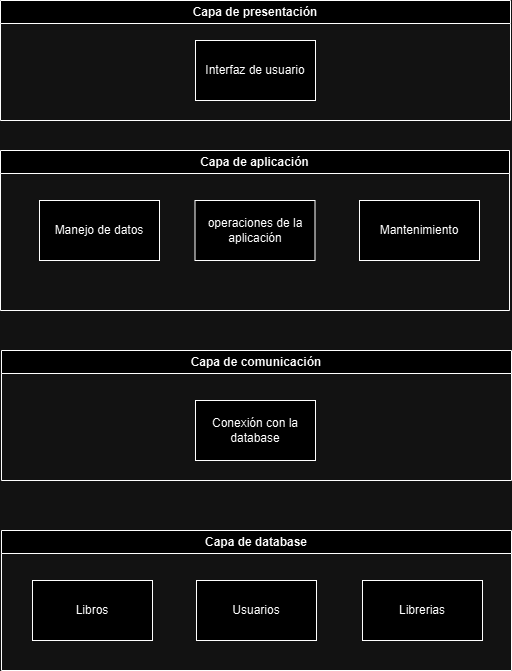 Capa de presentación
Interfaz de usuario
Capa de aplicación
Manejo de datos
operaciones de la
aplicación
Mantenimiento
Capa de comunicación
Conexión con la
database
Capa de database
Libros
Usuarios
Librerias